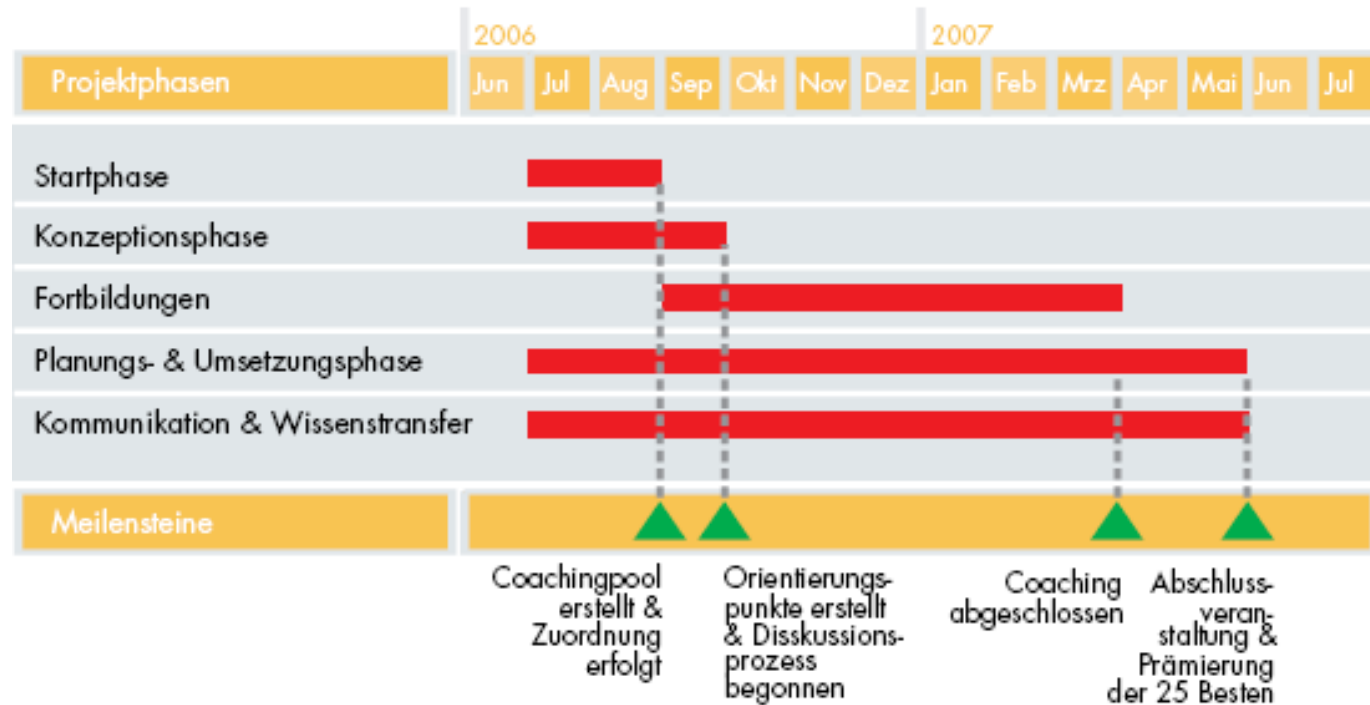 2006
2007
Projektphasen
Jun Jul Aug Sep Okt Nov Dez Jan Feb Mrz Apr Mai Jun Jul
Startphase
Konzeptionsphase
Fortbildungen
Planungs- & Umsetzungsphase
Kommunikation & Wissenstransfer
Meilensteine
Coachingpool
erstellt &
Zuordnung
erfolgt
Orientierungs-
punkte erstellt
& Disskussions-
prozess
begonnen
Coaching
abgeschlossen
Abschluss-
veran-
staltung &
Prämierung
der 25 Besten